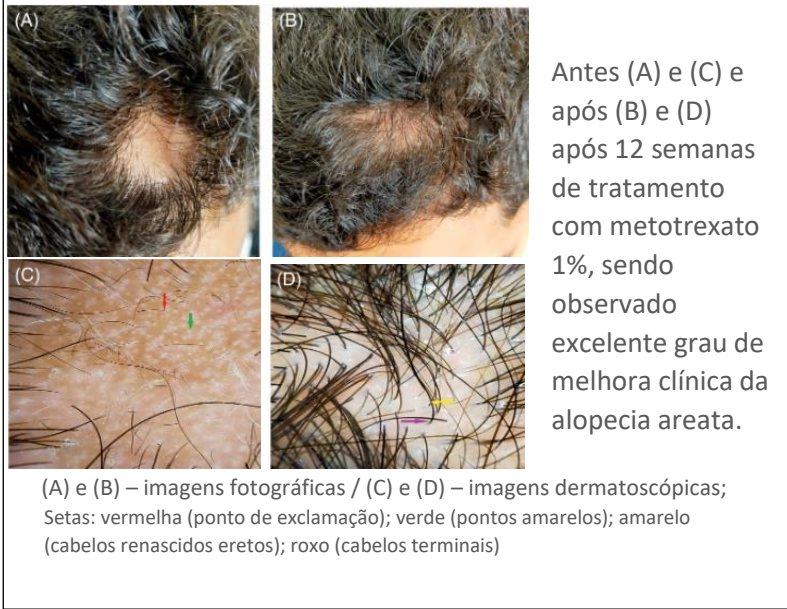 (A)
(B)
Antes (A) e (C) e
após (B) e (D)
após 12 semanas
de tratamento
com metotrexato
1%, sendo
observado
excelente grau de
melhora clínica da
alopecia areata.
(C)
(D)
(A) e (B) – imagens fotográficas / (C) e (D) – imagens dermatoscópicas;
Setas: vermelha (ponto de exclamação); verde (pontos amarelos); amarelo
(cabelos renascidos eretos); roxo (cabelos terminais)